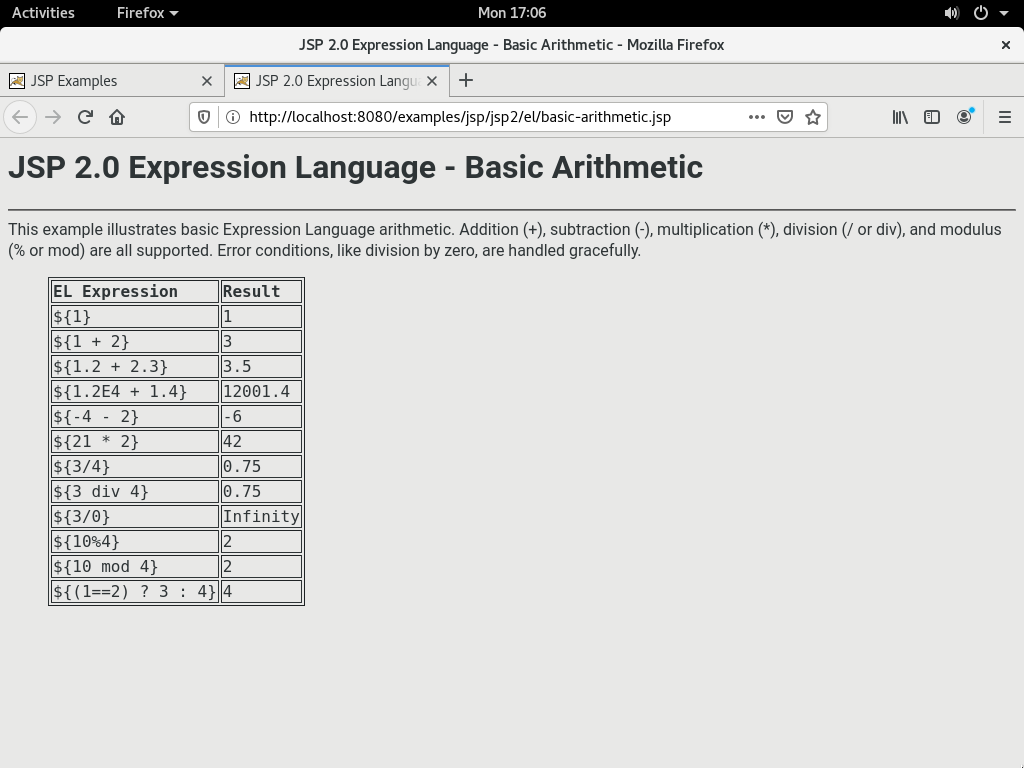 Activities Firefox Mon 17:06
JSP 2.0 Expression Language - Basic Arithmetic - Mozilla Firefox
JSP Examples JSP 2.0 Expression Langu
http://localhost:8080/examples/jsp/jsp2/el/basic-arithmetic.jsp
JSP 2.0 Expression Language - Basic Arithmetic
This example illustrates basic Expression Language arithmetic. Addition (+), subtraction (-), multiplication (*), division (/ or div), and modulus
(% or mod) are all supported. Error conditions, like division by zero, are handled gracefully.
EL Expression Result
${1} 1
${1 + 2} 3
${1.2 + 2.3} 3.5
${1.2E4 + 1.4} 12001.4
${-4 - 2} -6
${21 * 2} 42
${3/4} 0.75
${3 div 4} 0.75
${3/0} Infinity
${10%4} 2
${10 mod 4} 2
${(1==2) ? 3 : 4} 4